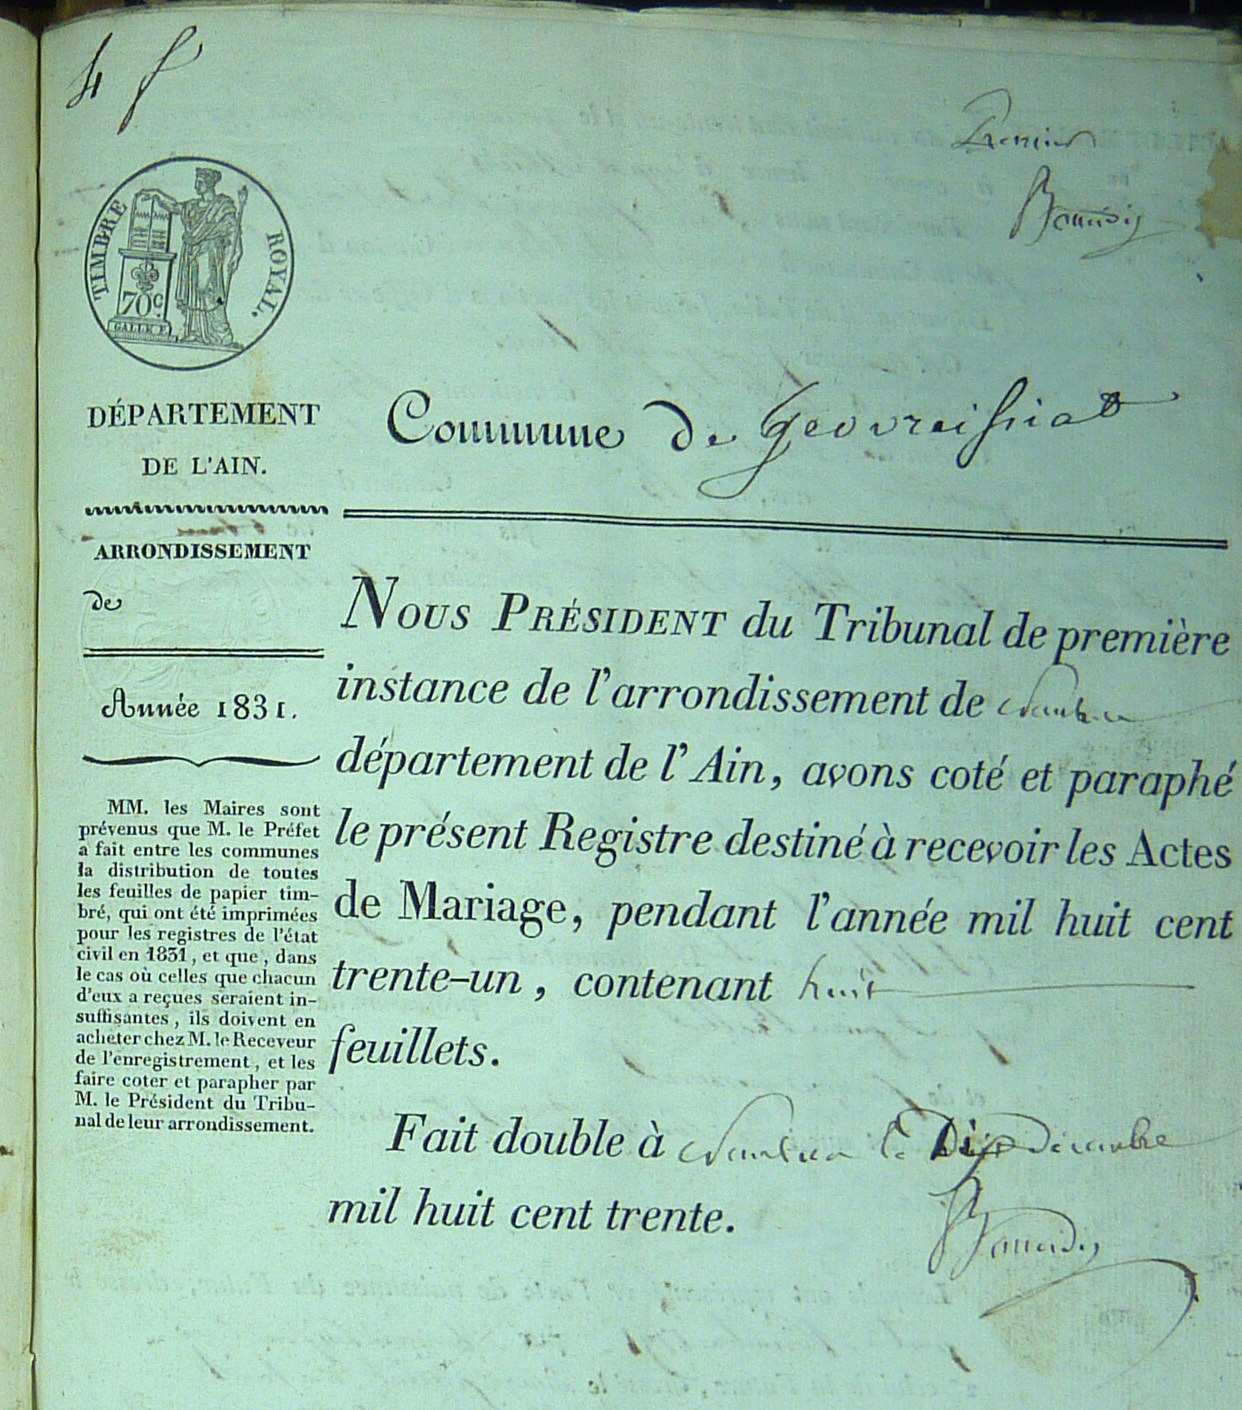 4 f
Premier
TIMBRE ROYAL.
70c.
GALLE F.
DÉPARTEMENT
DE L'AIN.
Commune de Geovreissiat
ARRONDISSEMENT
de
Année 1831.
MM. les Maires sont
prévenus que M. le Préfet
a fait entre les communes
la distribution de toutes
les feuilles de papier tim-
bré, qui ont été imprimées
pour les registres de l'état
civil en 1831, et que, dans
le cas où celles que chacun
d'eux a reçues seraient in-
suffisantes, ils doivent en
acheter chez M. le Receveur
de l'enregistrement, et les
faire coter et parapher par
M. le Président du Tribu-
nal de leur arrondissement.
NOUS PRÉSIDENT du Tribunal de première
instance de l'arrondissement de Nantua
département de l'Ain, avons coté et paraphé
le présent Registre destiné à recevoir les Actes
de Mariage, pendant l'année mil huit cent
trente-un, contenant huit
feuillets.
Fait double à Nantua le Dix Décembre
mil huit cent trente.